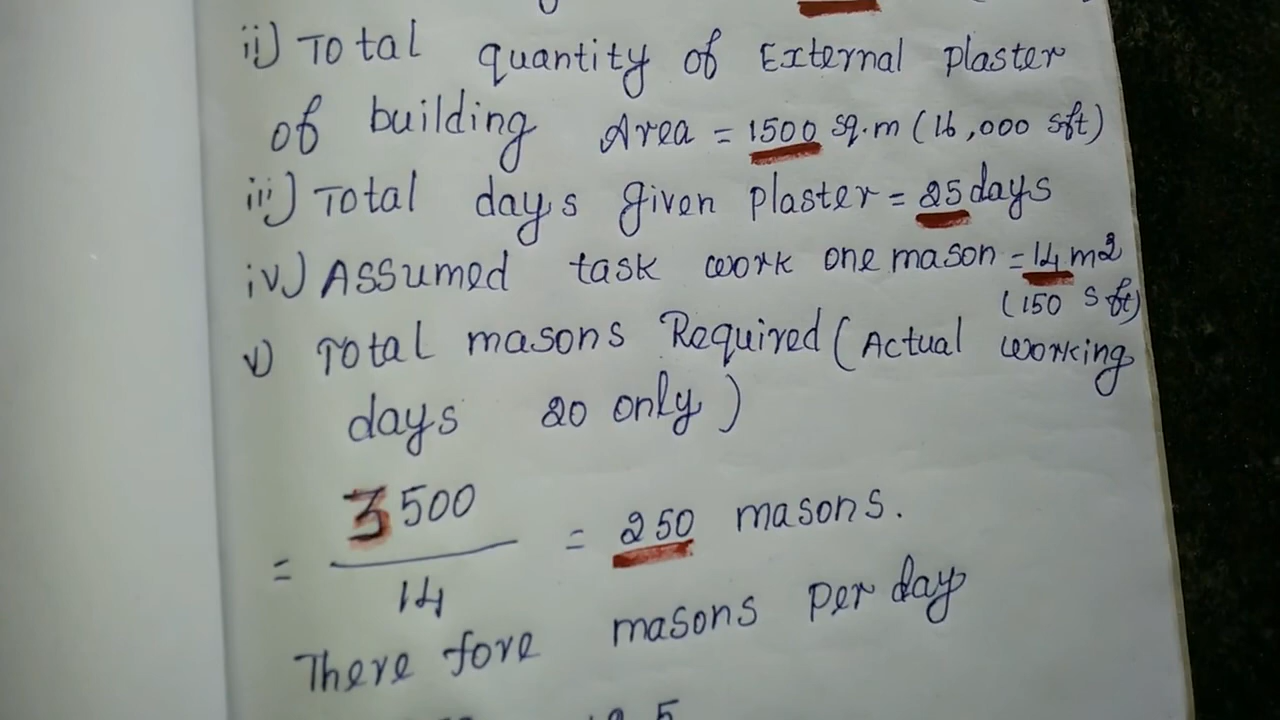 ii) Total quantity of External plaster
of building Area = 1500 sq.m (16,000 sft)
iii) Total days given plaster = 25 days
iv) Assumed task work one mason = 14 m2
(150 sft)
v) Total masons Required (Actual working
days 20 only)
= 3500 / 14 = 250 masons.
There fore masons per day